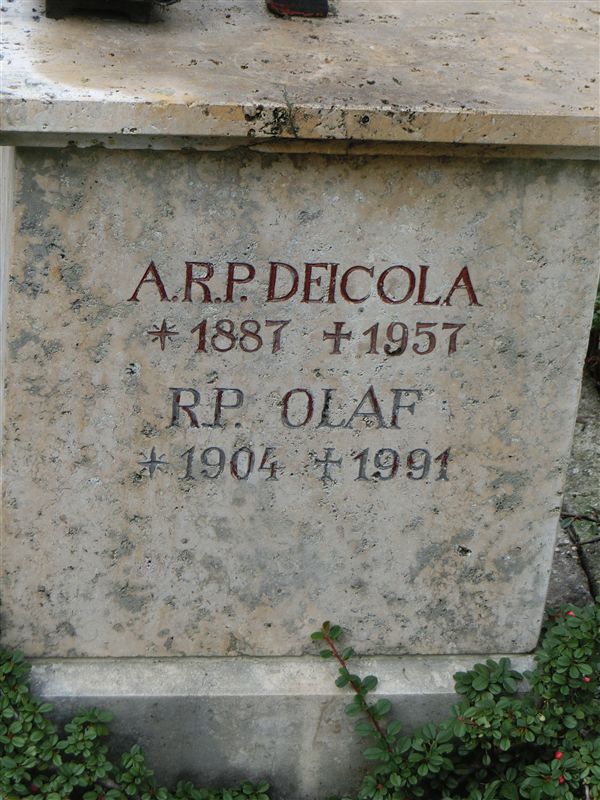 A.R.P. DEICOLA
* 1887 ✝ 1957
R.P. OLAF
* 1904 ✝ 1991